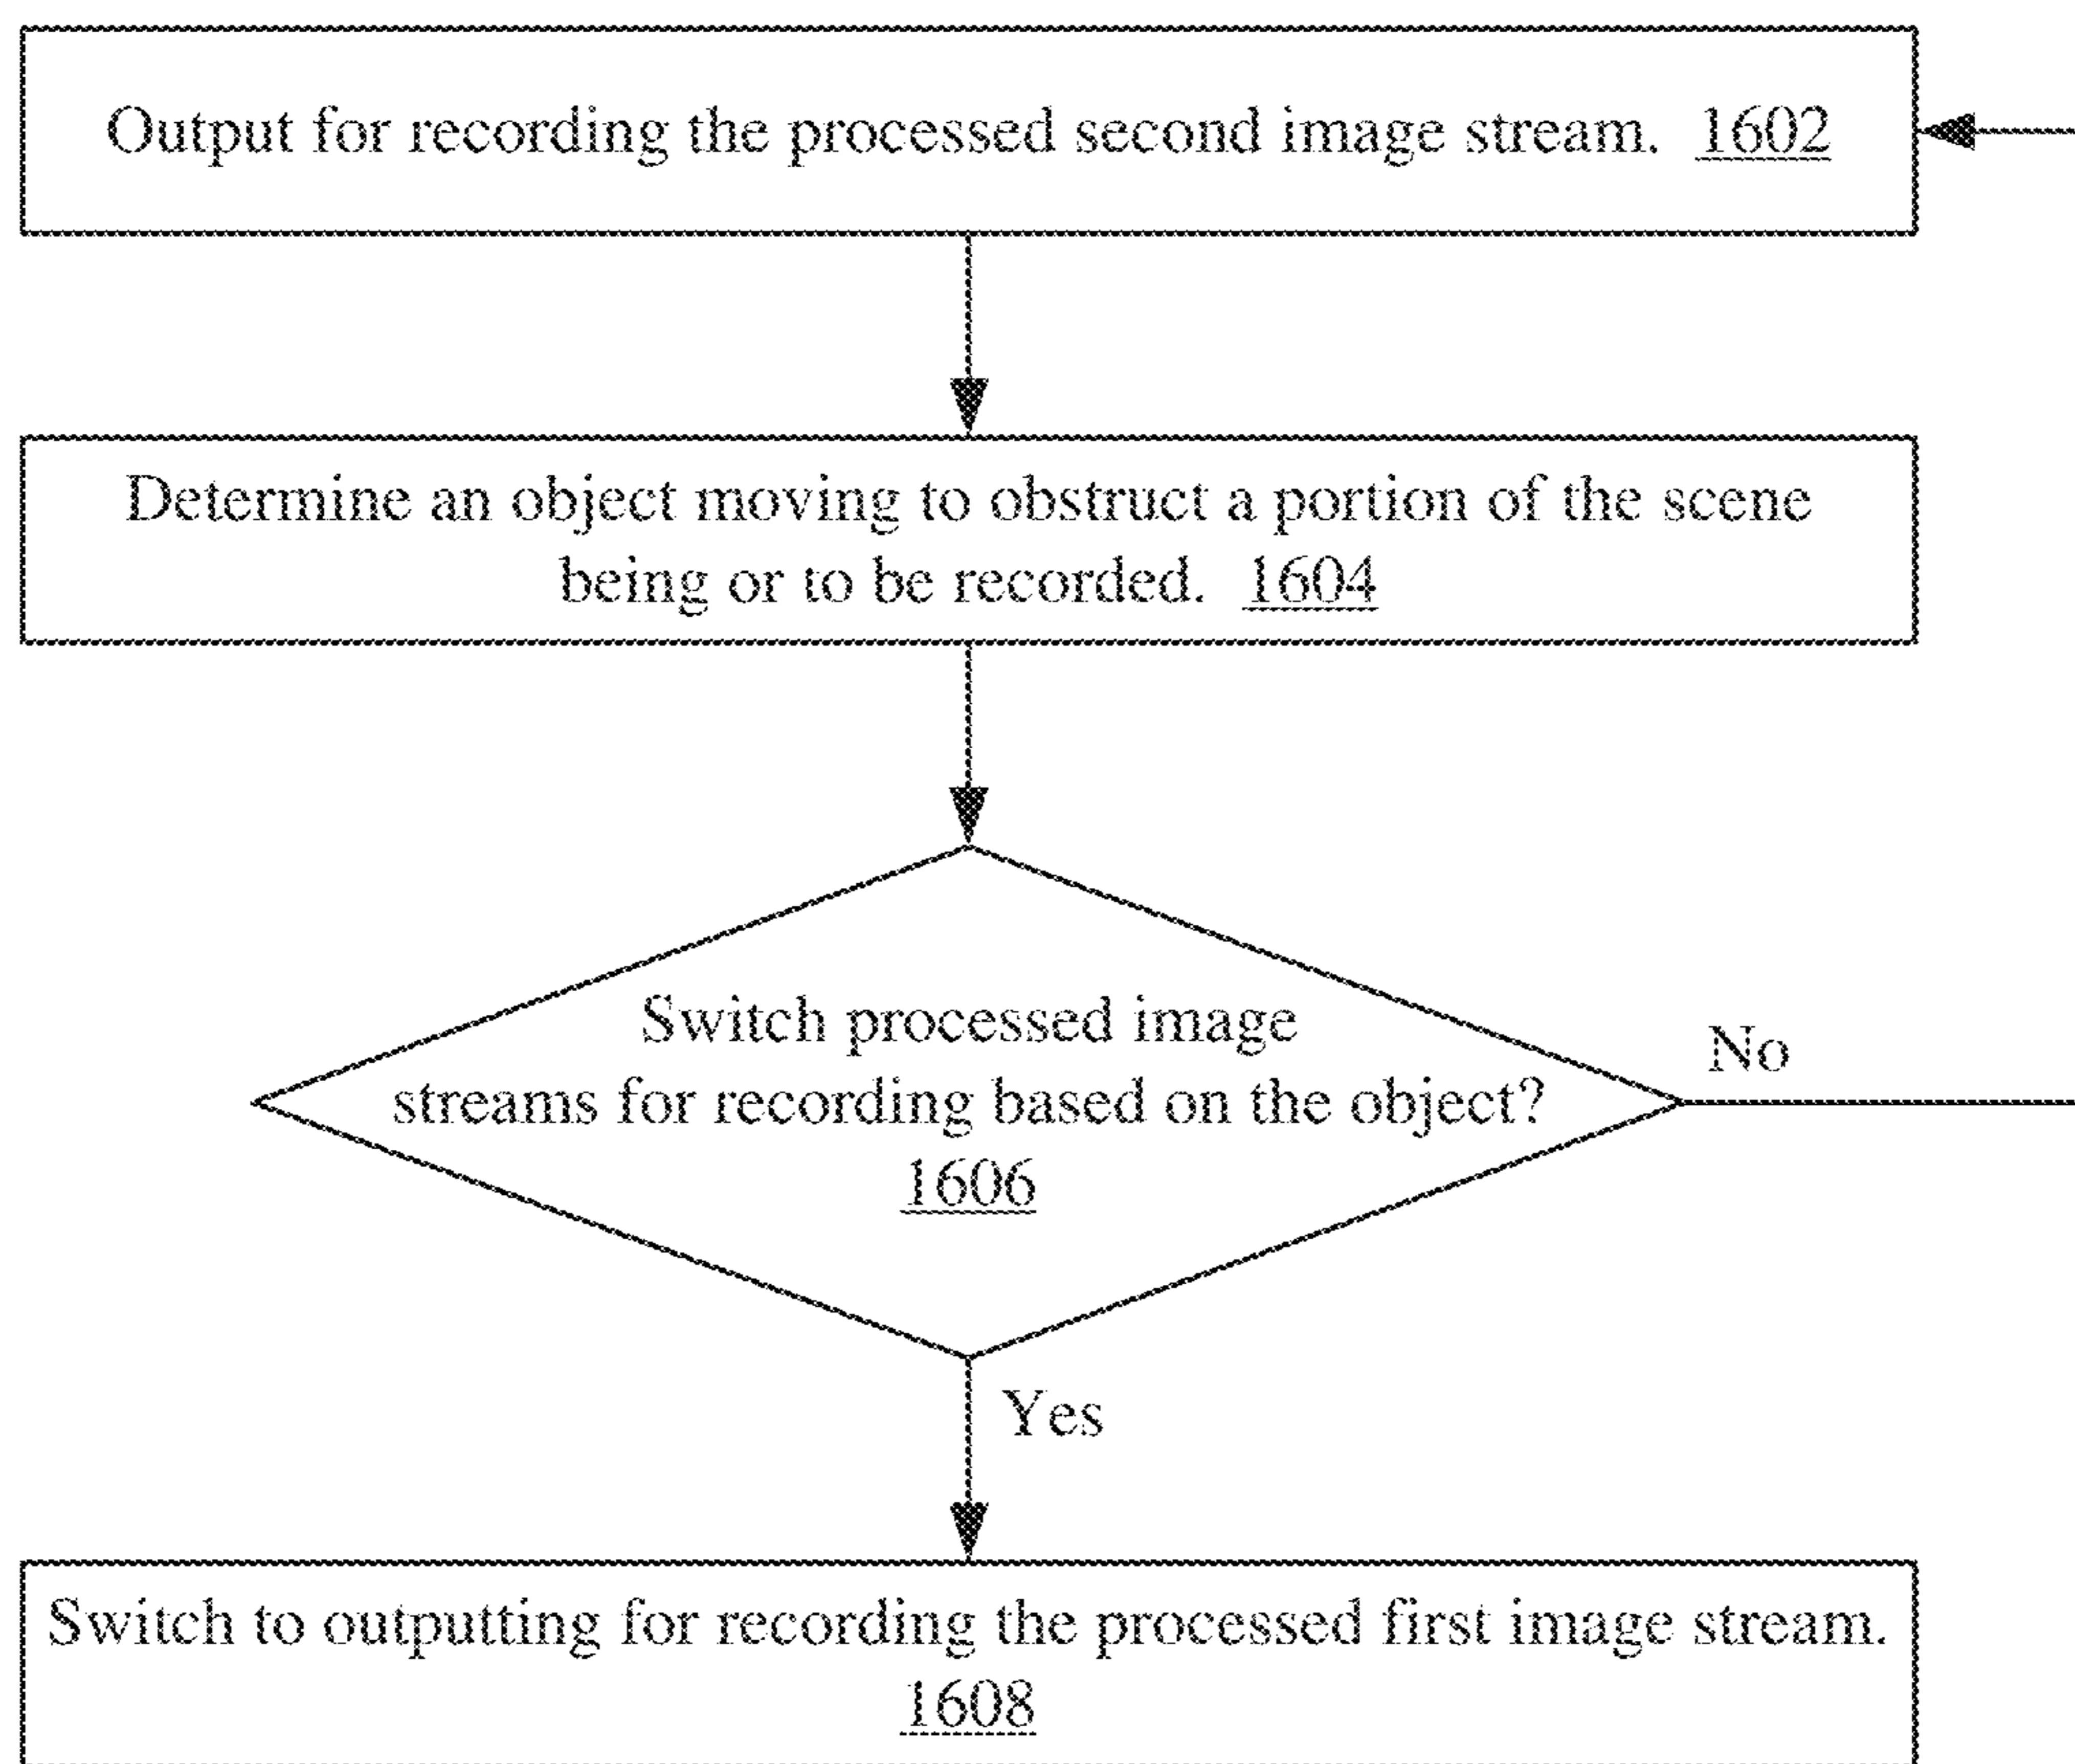 Output for recording the processed second image stream. 1602
Determine an object moving to obstruct a portion of the scene
being or to be recorded. 1604
Switch processed image
streams for recording based on the object?
1606
No
Yes
Switch to outputting for recording the processed first image stream.
1608